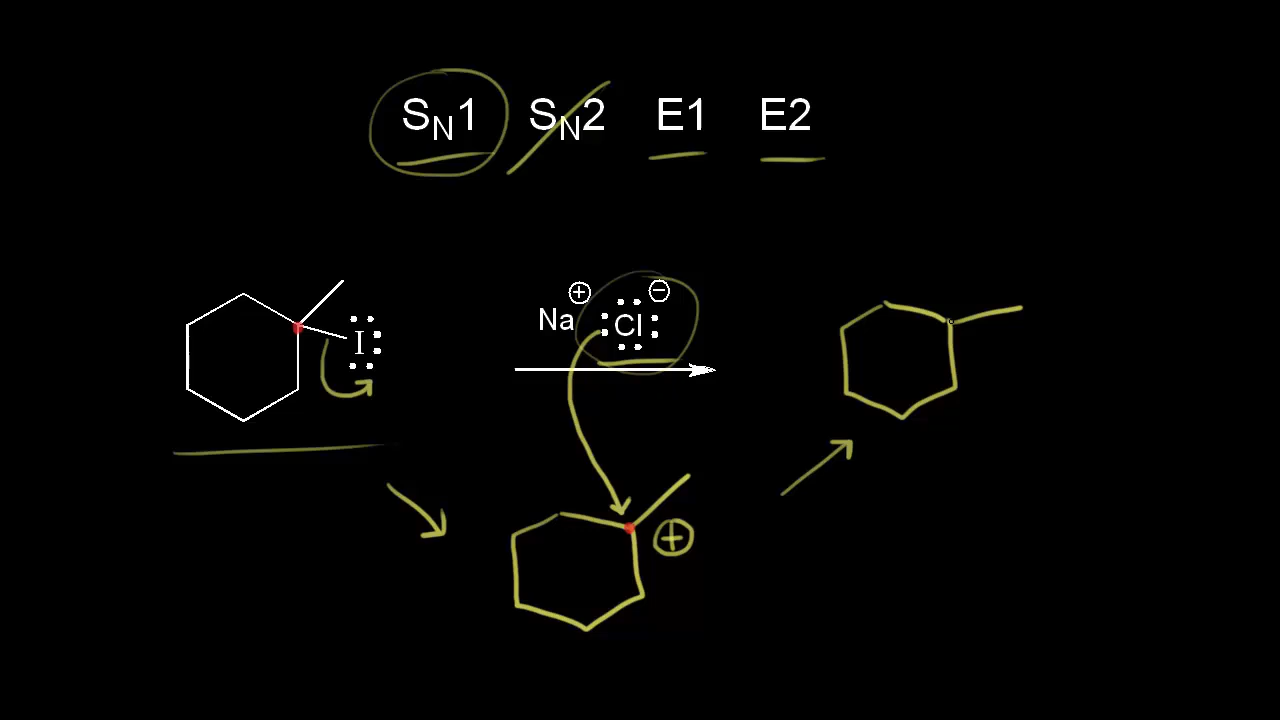 SN1 SN2 E1 E2
I Na + Cl −
+